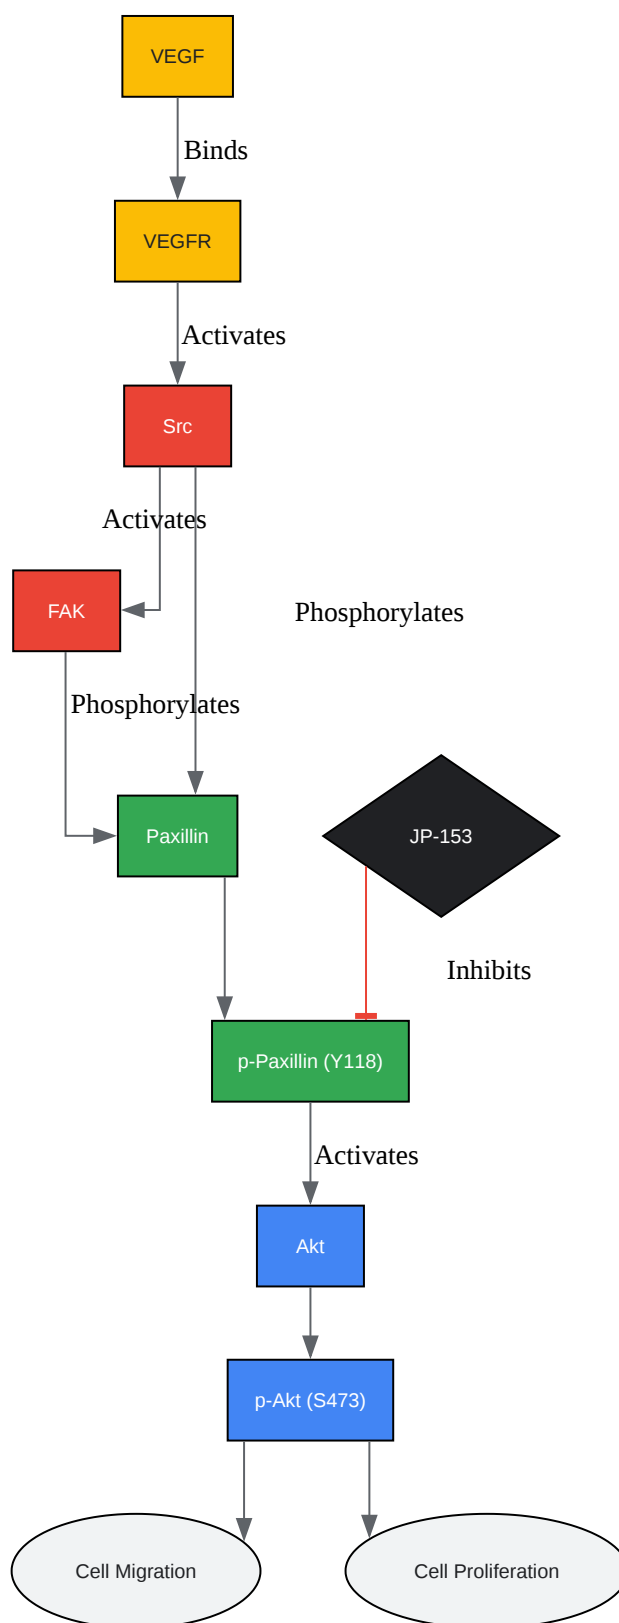 VEGF
Binds
VEGFR
Activates
Src
Activates
FAK
Phosphorylates
Phosphorylates
Paxillin
JP-153
Inhibits
p-Paxillin (Y118)
Activates
Akt
p-Akt (S473)
Cell Migration
Cell Proliferation